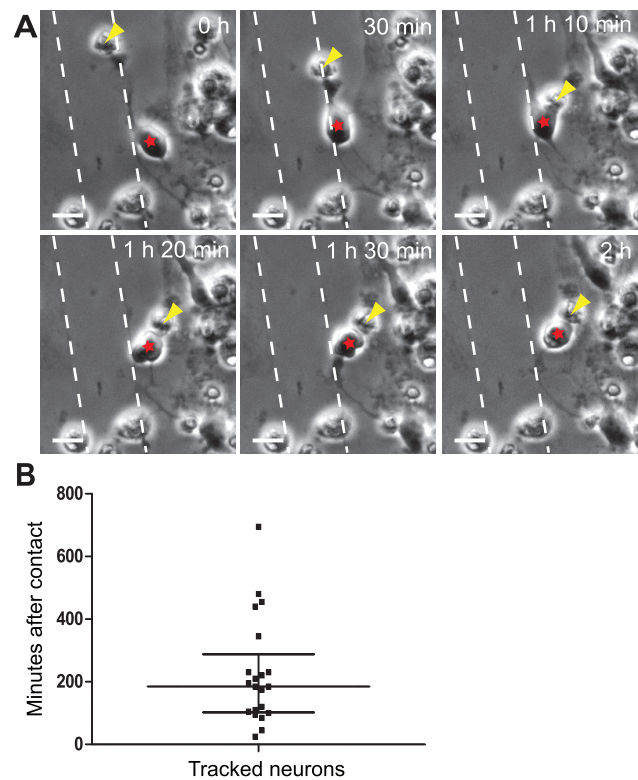 A
0 h
30 min
1 h 10 min
1 h 20 min
1 h 30 min
2 h
B
800
600
400
200
0
Minutes after contact
Tracked neurons